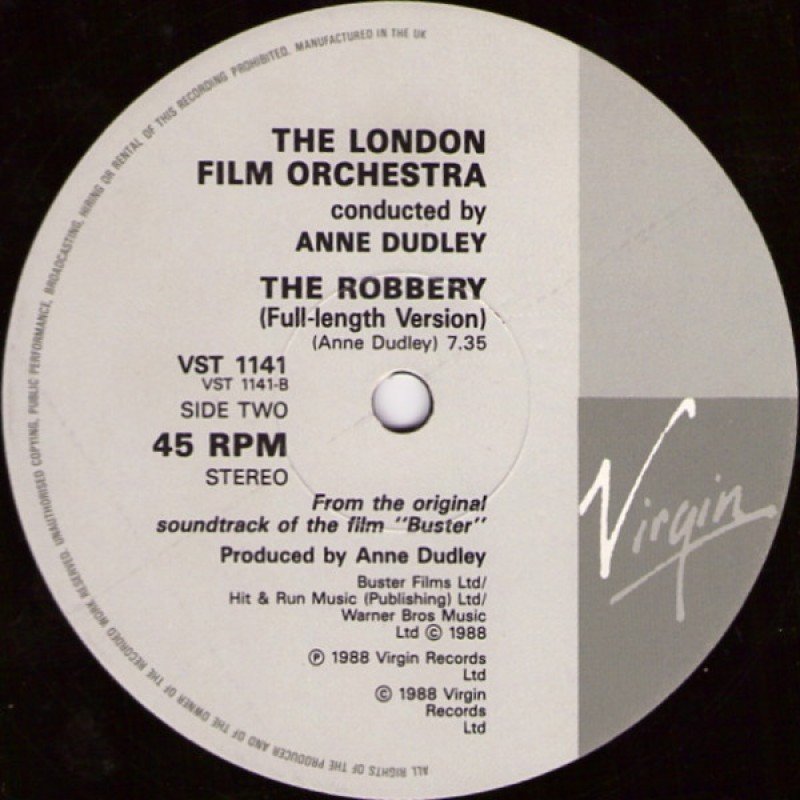 THE LONDON
FILM ORCHESTRA
conducted by
ANNE DUDLEY
THE ROBBERY
(Full-length Version)
(Anne Dudley) 7.35
VST 1141
VST 1141-B
SIDE TWO
45 RPM
STEREO
From the original
soundtrack of the film "Buster"
Produced by Anne Dudley
Buster Films Ltd/
Hit & Run Music (Publishing) Ltd/
Warner Bros Music
Ltd © 1988
℗ 1988 Virgin Records
Ltd
© 1988 Virgin
Records
Ltd
Virgin
ALL RIGHTS OF THE PRODUCER AND OF THE OWNER OF THE RECORDED WORK RESERVED. UNAUTHORISED COPYING, PUBLIC PERFORMANCE, BROADCASTING, HIRING OR RENTAL OF THIS RECORDING PROHIBITED. MANUFACTURED IN THE UK